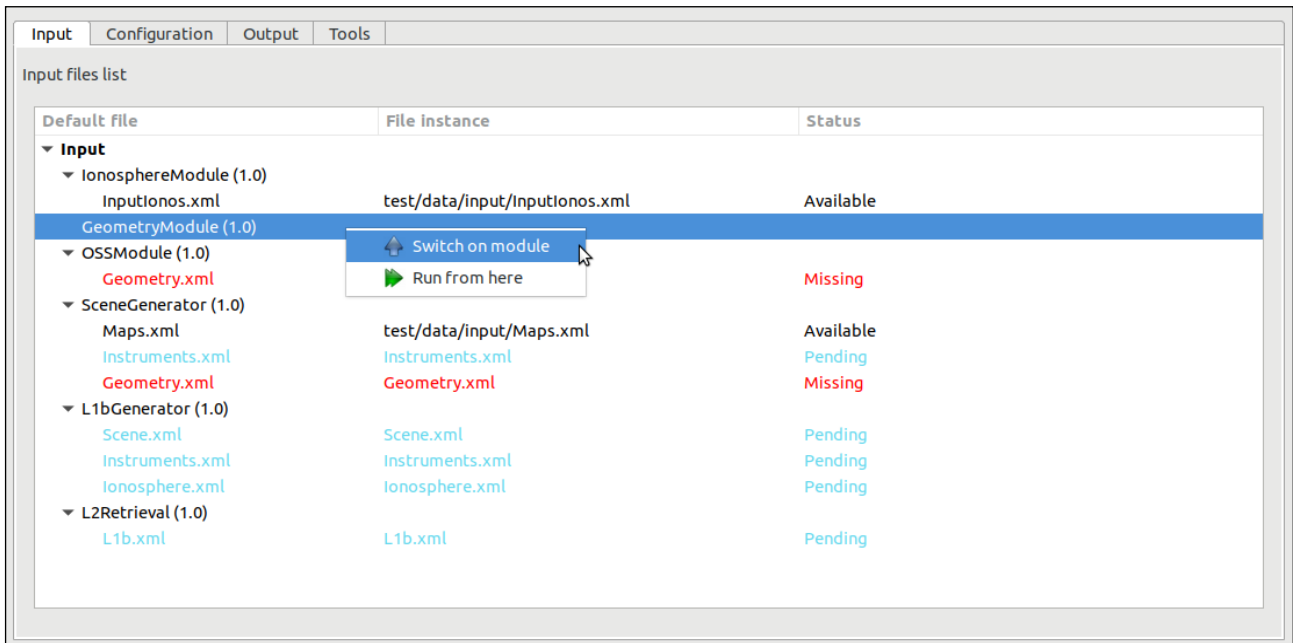 Input Configuration Output Tools
Input files list
Default file File instance Status
Input
IonosphereModule (1.0)
InputIonos.xml test/data/input/InputIonos.xml Available
GeometryModule (1.0)
Switch on module
OSSModule (1.0)
Run from here
Geometry.xml Missing
SceneGenerator (1.0)
Maps.xml test/data/input/Maps.xml Available
Instruments.xml Instruments.xml Pending
Geometry.xml Geometry.xml Missing
L1bGenerator (1.0)
Scene.xml Scene.xml Pending
Instruments.xml Instruments.xml Pending
Ionosphere.xml Ionosphere.xml Pending
L2Retrieval (1.0)
L1b.xml L1b.xml Pending